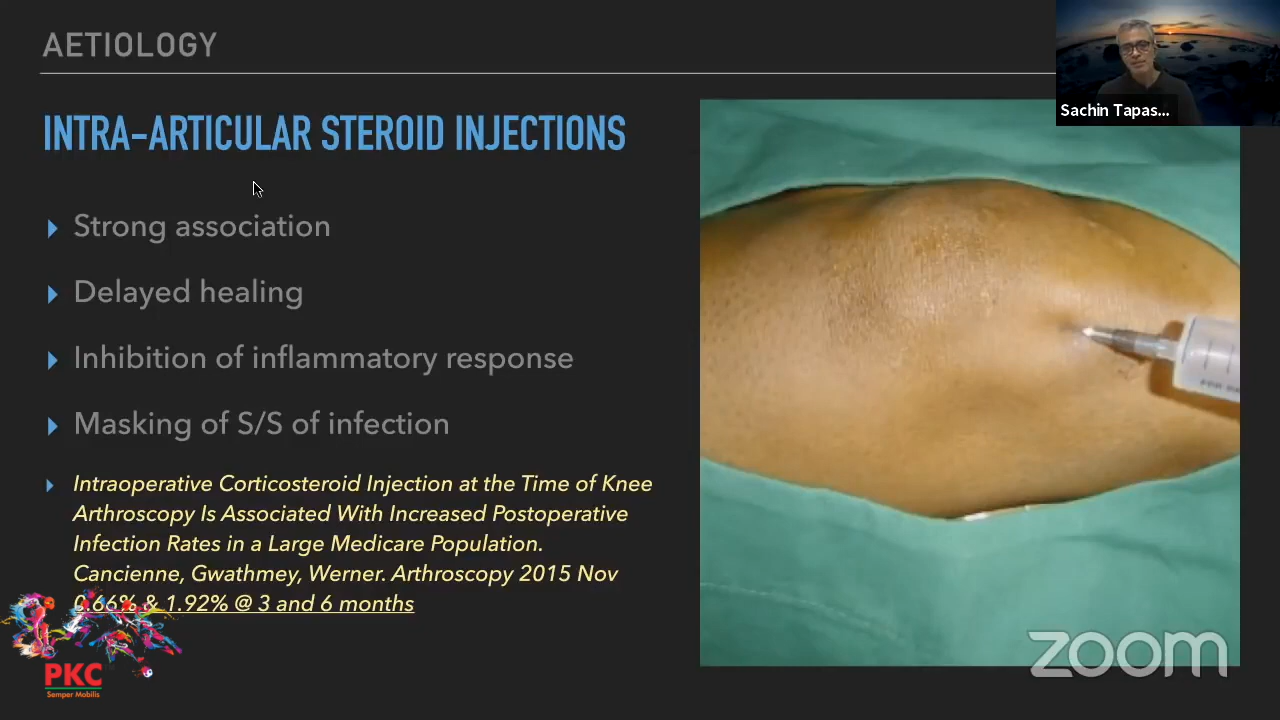 AETIOLOGY
INTRA-ARTICULAR STEROID INJECTIONS
Strong association
Delayed healing
Inhibition of inflammatory response
Masking of S/S of infection
Intraoperative Corticosteroid Injection at the Time of Knee
Arthroscopy Is Associated With Increased Postoperative
Infection Rates in a Large Medicare Population.
Cancienne, Gwathmey, Werner. Arthroscopy 2015 Nov
0.66% & 1.92% @ 3 and 6 months
Sachin Tapas...
PKC
Semper Mobilis
zoom